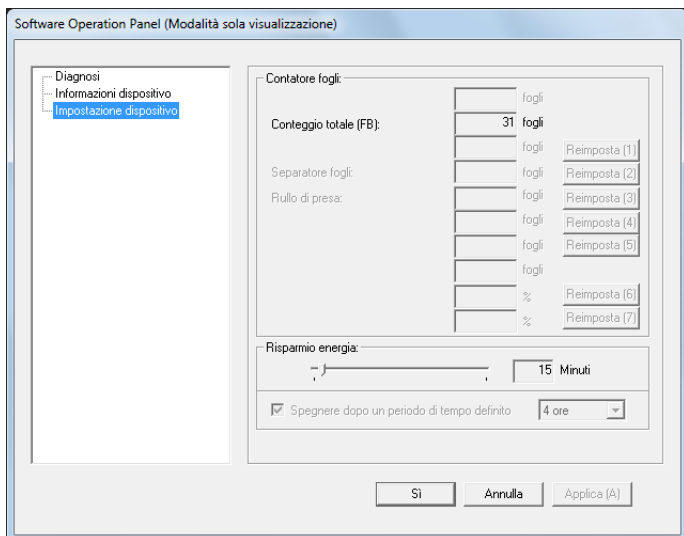 Software Operation Panel (Modalità sola visualizzazione)
Diagnosi
Informazioni dispositivo
Impostazione dispositivo
Contatore fogli:
fogli
Conteggio totale (FB): 31 fogli
fogli Reimposta (1)
Separatore fogli: fogli Reimposta (2)
Rullo di presa: fogli Reimposta (3)
fogli Reimposta (4)
fogli Reimposta (5)
fogli
% Reimposta (6)
% Reimposta (7)
Risparmio energia:
15 Minuti
Spegnere dopo un periodo di tempo definito 4 ore
Sì Annulla Applica (A)